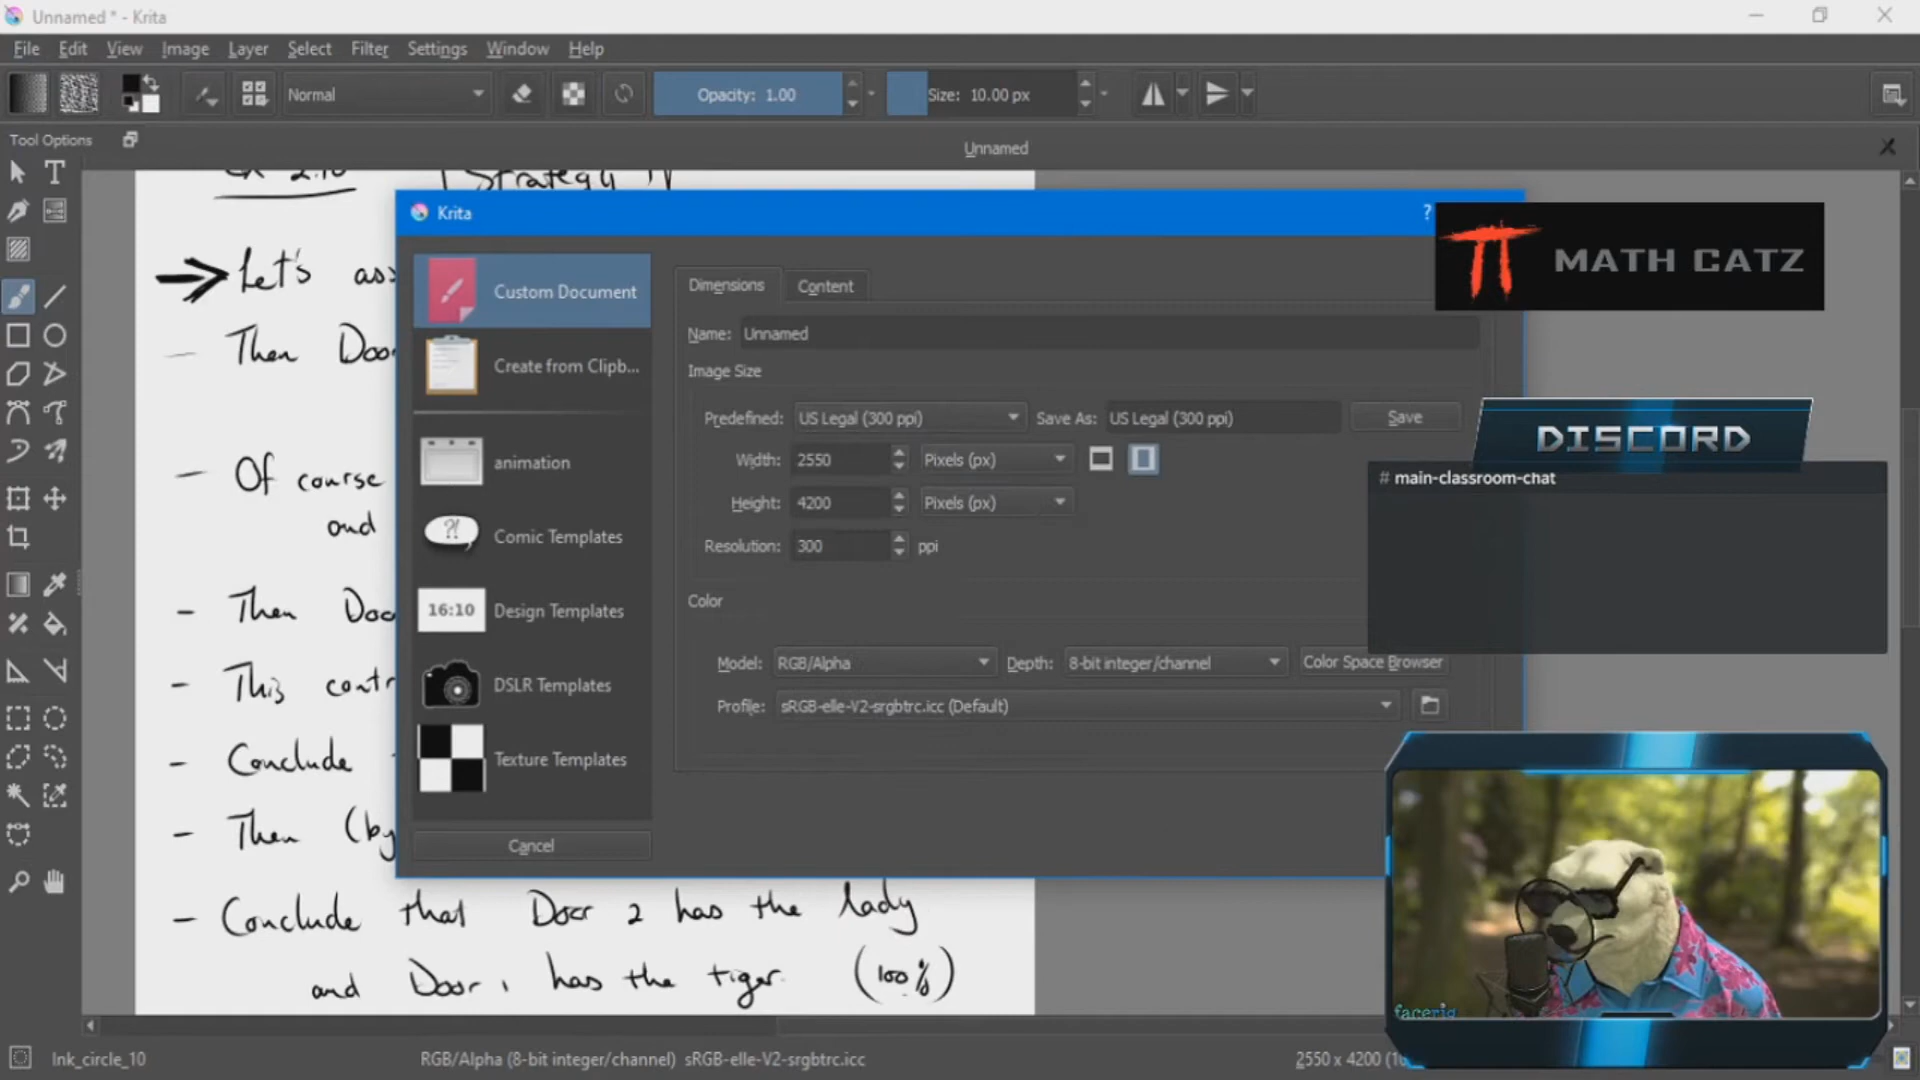 Unnamed * - Krita
File Edit View Image Layer Select Filter Settings Window Help
Normal Opacity: 1.00 Size: 10.00 px
Tool Options
Unnamed
Ex 2.10 Strategy
Krita ?
π MATH CATZ
Let's
Custom Document
Dimensions Content
Name: Unnamed
Then
Create from Clipb...
Image Size
Predefined: US Legal (300 ppi) Save As: US Legal (300 ppi) Save
DISCORD
Width: 2550 Pixels (px)
animation
# main-classroom-chat
Of course
Height: 4200 Pixels (px)
and
?!
Comic Templates
Resolution: 300 ppi
Then
16:10
Design Templates
Color
Model: RGB/Alpha Depth: 8-bit integer/channel Color Space Browser
This
DSLR Templates
Profile: sRGB-elle-V2-srgbtrc.icc (Default)
Conclude
Texture Templates
Then (by
Cancel
Conclude that Door 2 has the lady
and Door 1 has the tiger. (100%)
facerig
Ink_circle_10
RGB/Alpha (8-bit integer/channel) sRGB-elle-V2-srgbtrc.icc
2550 x 4200